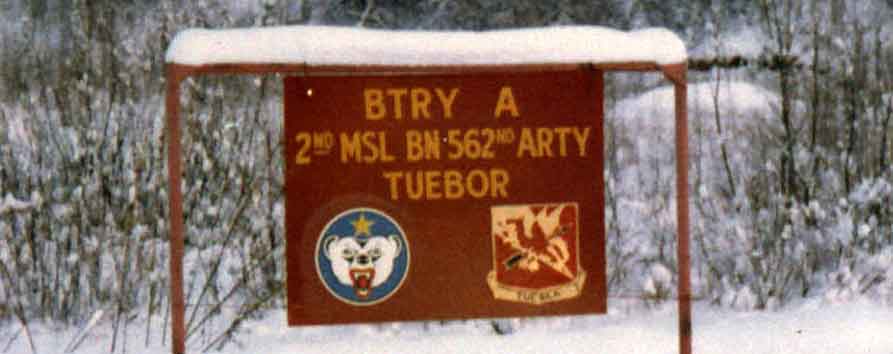 BTRY A
2ND MSL BN·562ND ARTY
TUEBOR